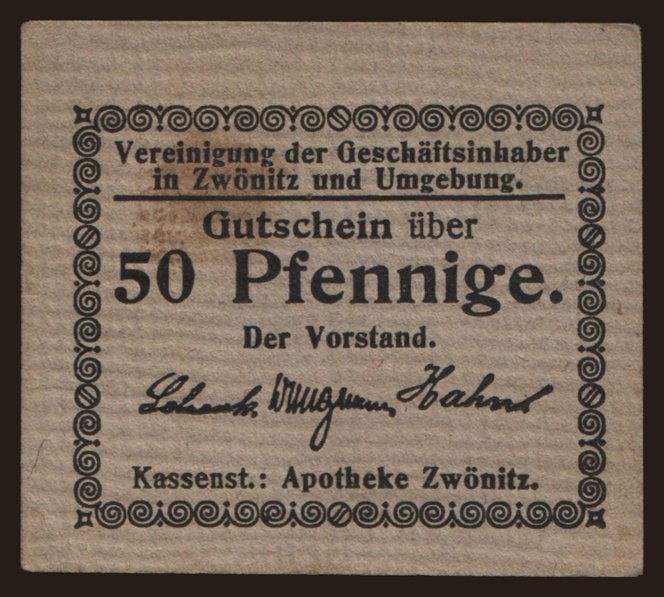 Vereinigung der Geschäftsinhaber
in Zwönitz und Umgebung.
Gutschein über
50 Pfennige.
Der Vorstand.
Kassenst.: Apotheke Zwönitz.